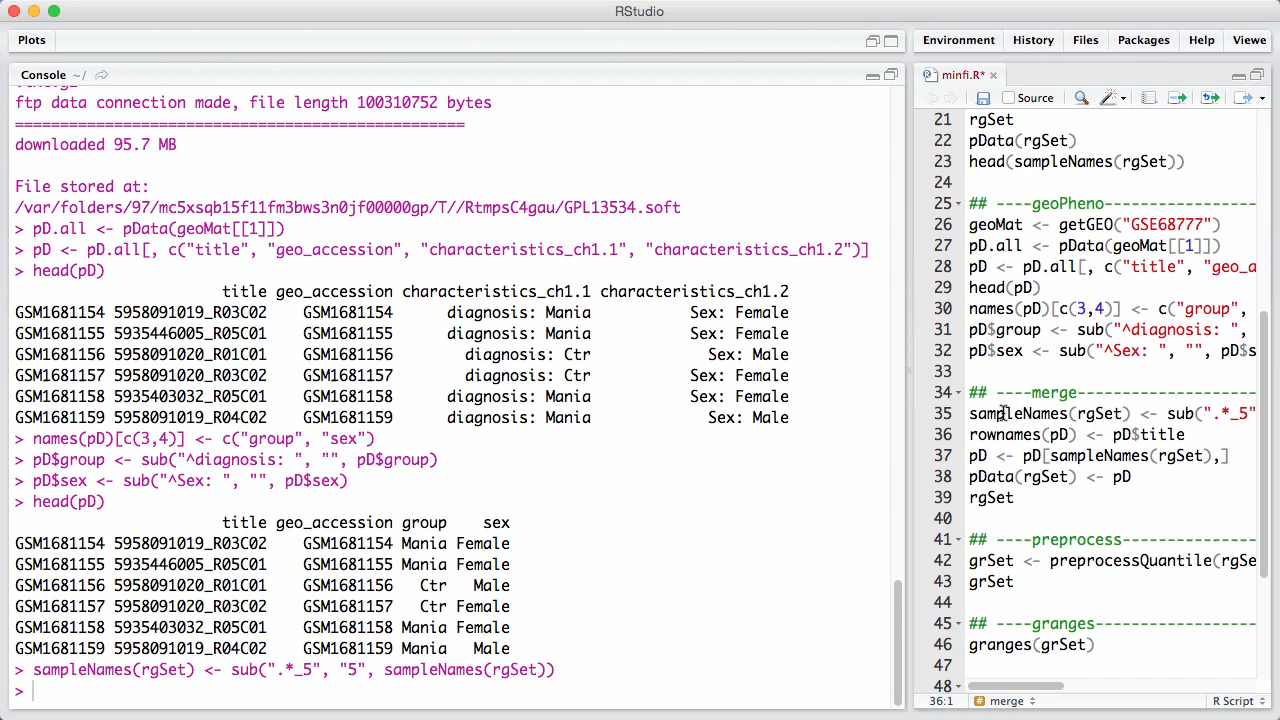 RStudio
Plots
Console ~/
ftp data connection made, file length 100310752 bytes
==================================================
downloaded 95.7 MB
File stored at:
/var/folders/97/mc5xsqb15f11fm3bws3n0jf00000gp/T//RtmpsC4gau/GPL13534.soft
> pD.all <- pData(geoMat[[1]])
> pD <- pD.all[, c("title", "geo_accession", "characteristics_ch1.1", "characteristics_ch1.2")]
> head(pD)
title geo_accession characteristics_ch1.1 characteristics_ch1.2
GSM1681154 5958091019_R03C02 GSM1681154 diagnosis: Mania Sex: Female
GSM1681155 5935446005_R05C01 GSM1681155 diagnosis: Mania Sex: Female
GSM1681156 5958091020_R01C01 GSM1681156 diagnosis: Ctr Sex: Male
GSM1681157 5958091020_R03C02 GSM1681157 diagnosis: Ctr Sex: Female
GSM1681158 5935403032_R05C01 GSM1681158 diagnosis: Mania Sex: Female
GSM1681159 5958091019_R04C02 GSM1681159 diagnosis: Mania Sex: Male
> names(pD)[c(3,4)] <- c("group", "sex")
> pD$group <- sub("^diagnosis: ", "", pD$group)
> pD$sex <- sub("^Sex: ", "", pD$sex)
> head(pD)
title geo_accession group sex
GSM1681154 5958091019_R03C02 GSM1681154 Mania Female
GSM1681155 5935446005_R05C01 GSM1681155 Mania Female
GSM1681156 5958091020_R01C01 GSM1681156 Ctr Male
GSM1681157 5958091020_R03C02 GSM1681157 Ctr Female
GSM1681158 5935403032_R05C01 GSM1681158 Mania Female
GSM1681159 5958091019_R04C02 GSM1681159 Mania Male
> sampleNames(rgSet) <- sub(".*_5", "5", sampleNames(rgSet))
>
Environment History Files Packages Help Viewe
minfi.R*
Source
21 rgSet
22 pData(rgSet)
23 head(sampleNames(rgSet))
24
25 ## ----geoPheno--------------------
26 geoMat <- getGEO("GSE68777")
27 pD.all <- pData(geoMat[[1]])
28 pD <- pD.all[, c("title", "geo_a
29 head(pD)
30 names(pD)[c(3,4)] <- c("group",
31 pD$group <- sub("^diagnosis: ",
32 pD$sex <- sub("^Sex: ", "", pD$s
33
34 ## ----merge--------------------
35 sampleNames(rgSet) <- sub(".*_5"
36 rownames(pD) <- pD$title
37 pD <- pD[sampleNames(rgSet),]
38 pData(rgSet) <- pD
39 rgSet
40
41 ## ----preprocess---------------
42 grSet <- preprocessQuantile(rgSe
43 grSet
44
45 ## ----granges------------------
46 granges(grSet)
47
48
36:1 merge R Script